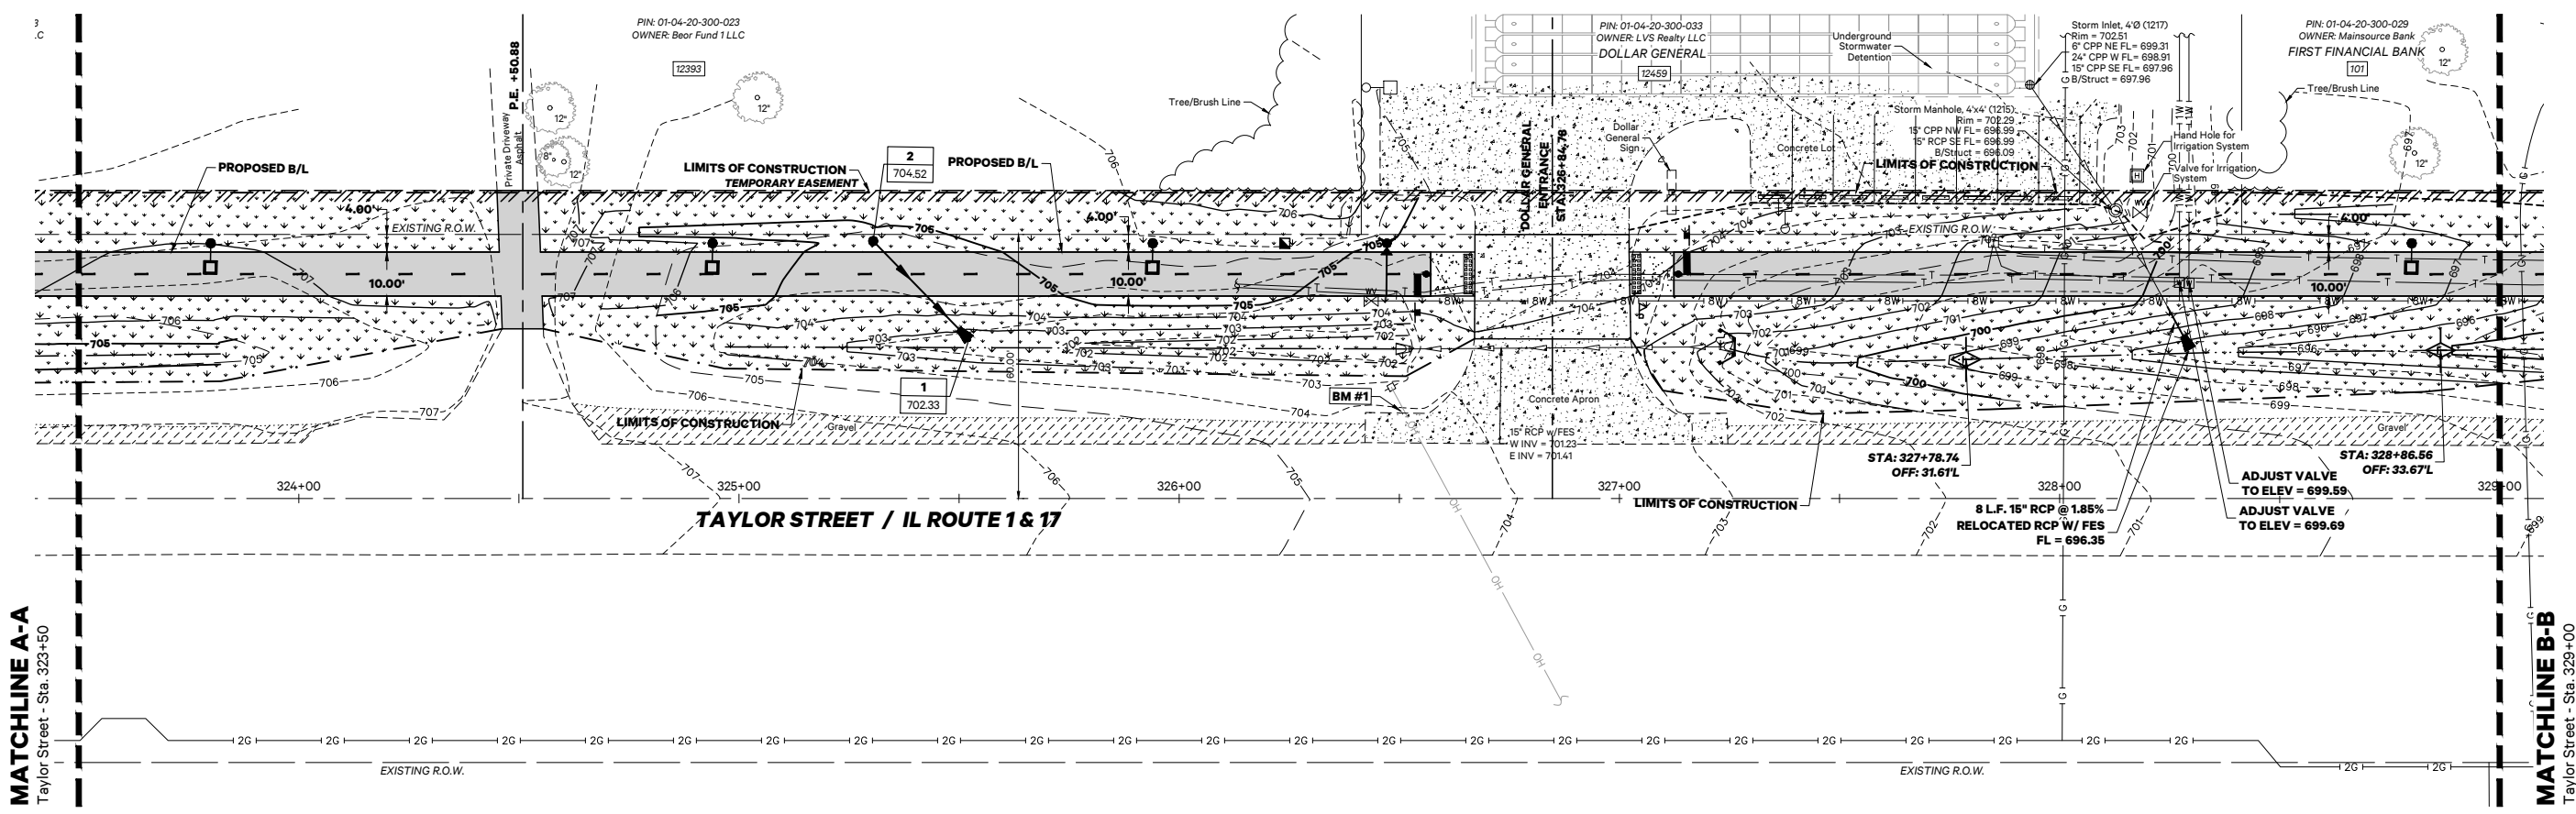 PIN: 01-04-20-300-023
OWNER: Beor Fund 1 LLC
12393
P.E. +50.88
Private Driveway
Asphalt
12"
8"
12"
12"
Tree/Brush Line
PIN: 01-04-20-300-033
OWNER: LVS Realty LLC
DOLLAR GENERAL
12459
Underground
Stormwater
Detention
Storm Inlet, 4'Ø (1217)
Rim = 702.51
6" CPP NE FL= 699.31
24" CPP W FL= 698.91
15" CPP SE FL= 697.96
B/Struct = 697.96
PIN: 01-04-20-300-029
OWNER: Mainsource Bank
FIRST FINANCIAL BANK
101
12"
Tree/Brush Line
12"
Storm Manhole, 4'x4' (1215)
Rim = 702.29
15" CPP NW FL= 696.99
15" RCP SE FL= 696.99
B/Struct = 696.09
Dollar
General
Sign
Concrete Lot
Hand Hole for
Irrigation System
Valve for Irrigation
System
DOLLAR GENERAL
ENTRANCE
STA: 326+84.78
PROPOSED B/L
LIMITS OF CONSTRUCTION
TEMPORARY EASEMENT
2
704.52
PROPOSED B/L
LIMITS OF CONSTRUCTION
4.00'
EXISTING R.O.W.
4.00'
EXISTING R.O.W.
4.00'
10.00'
10.00'
10.00'
60.00'
1
702.33
BM #1
LIMITS OF CONSTRUCTION
Gravel
Concrete Apron
15" RCP w/FES
W INV = 701.23
E INV = 701.41
Gravel
STA: 327+78.74
OFF: 31.61'L
STA: 328+86.56
OFF: 33.67'L
LIMITS OF CONSTRUCTION
ADJUST VALVE
TO ELEV = 699.59
ADJUST VALVE
TO ELEV = 699.69
8 L.F. 15" RCP @ 1.85%
RELOCATED RCP W/ FES
FL = 696.35
324+00
325+00
326+00
327+00
328+00
329+00
TAYLOR STREET / IL ROUTE 1 & 17
MATCHLINE A-A
Taylor Street - Sta. 323+50
MATCHLINE B-B
Taylor Street - Sta. 329+00
EXISTING R.O.W.
EXISTING R.O.W.